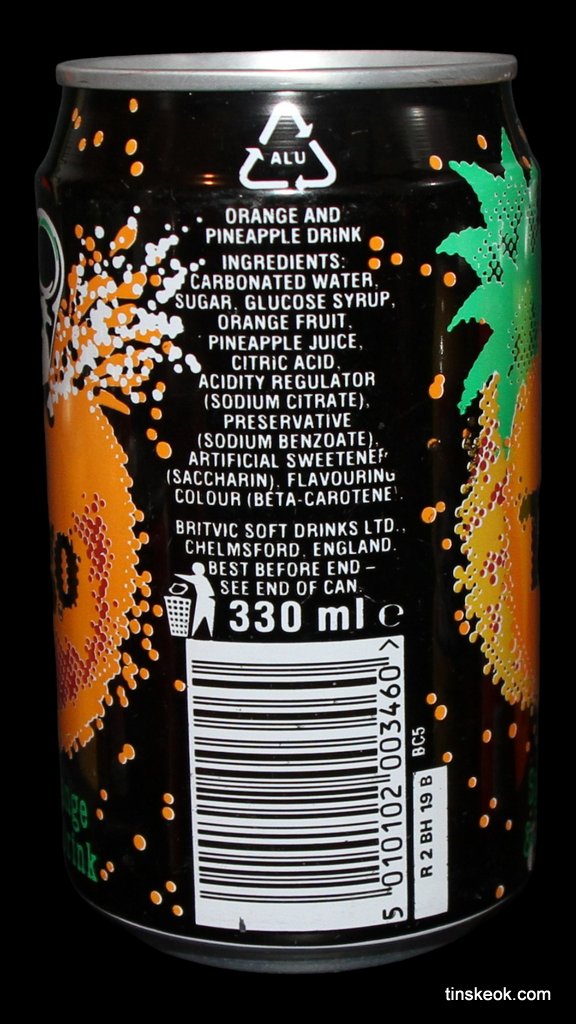 ALU
ORANGE AND
PINEAPPLE DRINK
INGREDIENTS:
CARBONATED WATER,
SUGAR, GLUCOSE SYRUP,
ORANGE FRUIT,
PINEAPPLE JUICE,
CITRIC ACID,
ACIDITY REGULATOR
(SODIUM CITRATE),
PRESERVATIVE
(SODIUM BENZOATE),
ARTIFICIAL SWEETENER
(SACCHARIN), FLAVOURING
COLOUR (BETA-CAROTENE).
BRITVIC SOFT DRINKS LTD.,
CHELMSFORD, ENGLAND.
BEST BEFORE END –
SEE END OF CAN.
330 ml e
5 010102 003460 >
BC5
R 2 BH 19 B
tinskeok.com